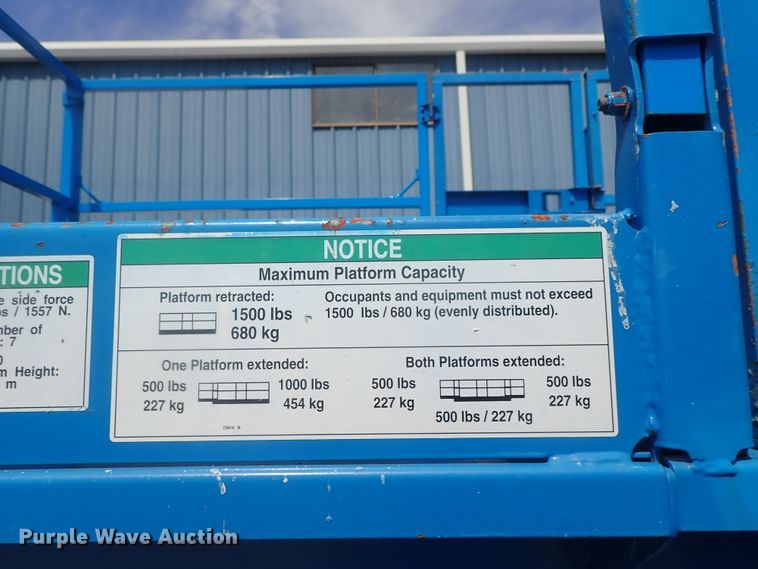 TIONS
e side force
s / 1557 N.
mber of
: 7
0
m Height:
m
NOTICE
Maximum Platform Capacity
Platform retracted:
1500 lbs
680 kg
Occupants and equipment must not exceed
1500 lbs / 680 kg (evenly distributed).
One Platform extended:
500 lbs
227 kg
1000 lbs
454 kg
Both Platforms extended:
500 lbs
227 kg
500 lbs
227 kg
500 lbs / 227 kg
Purple Wave Auction